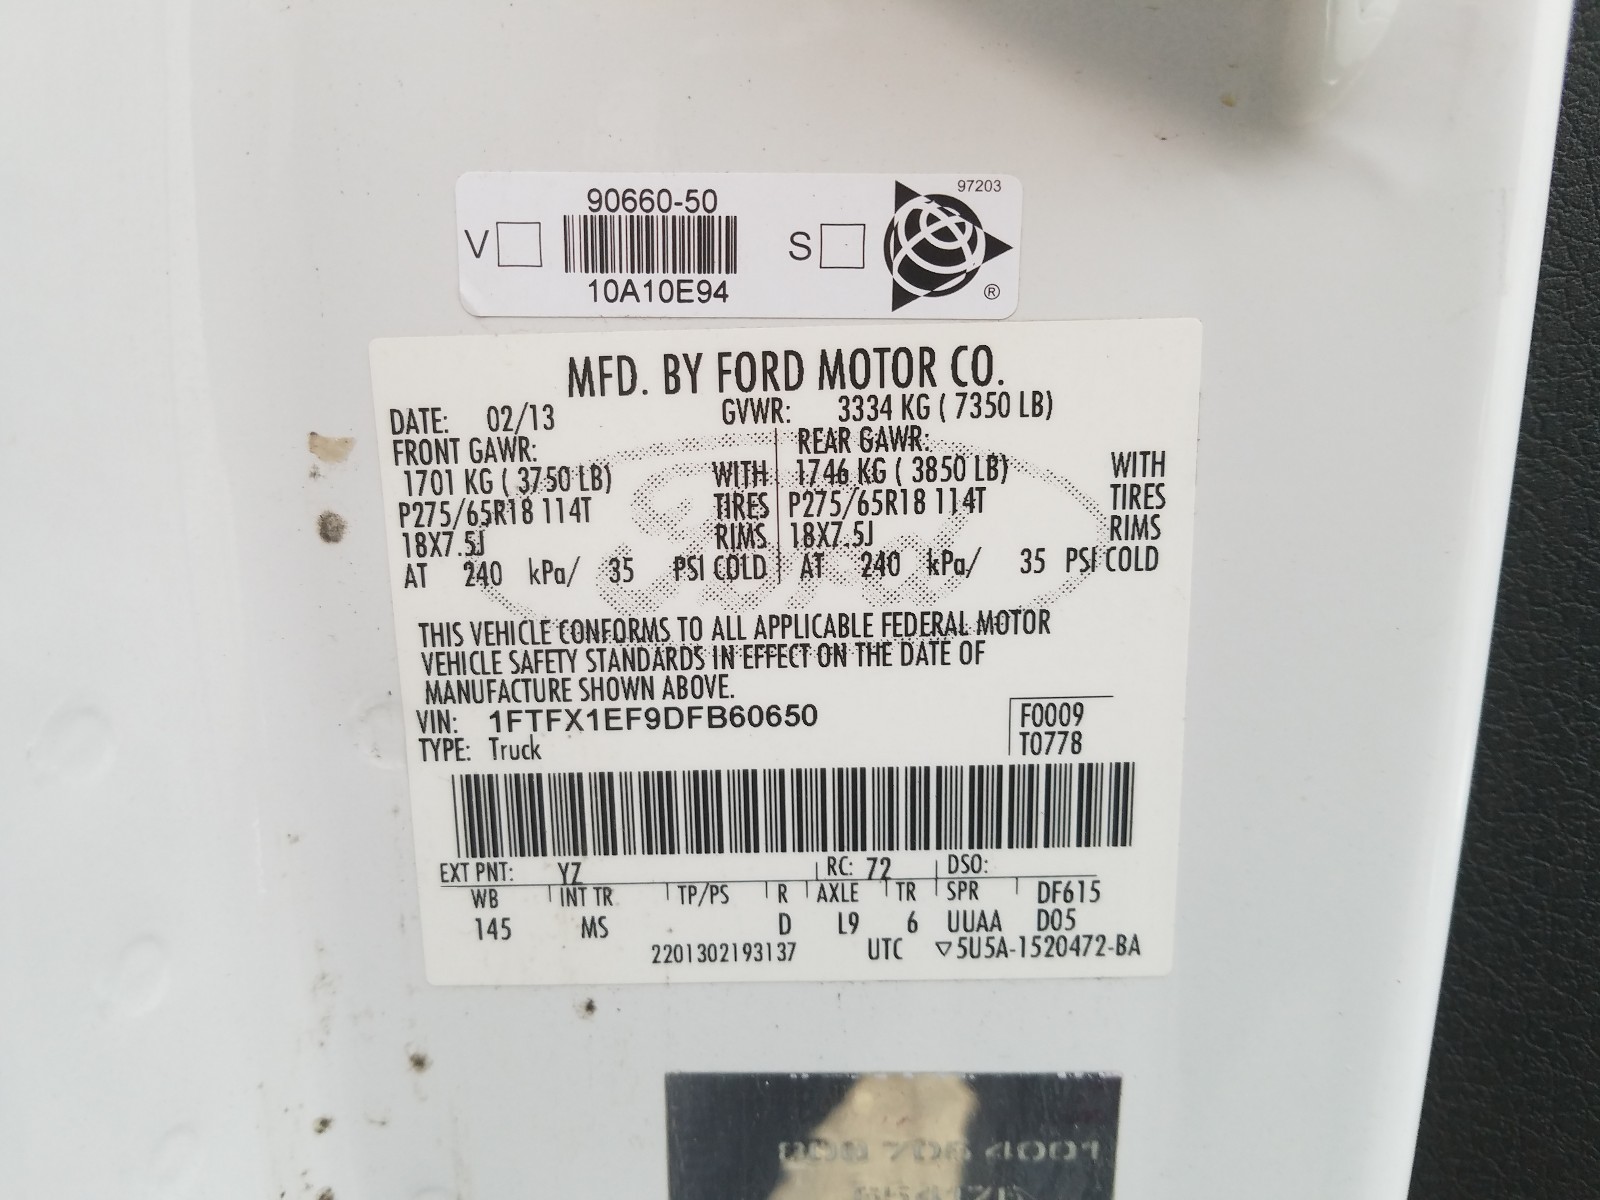 90660-50
97203
V
S
10A10E94
®
MFD. BY FORD MOTOR CO.
DATE: 02/13 GVWR: 3334 KG ( 7350 LB)
FRONT GAWR: REAR GAWR:
1701 KG ( 3750 LB) WITH 1746 KG ( 3850 LB) WITH
P275/65R18 114T TIRES P275/65R18 114T TIRES
18X7.5J RIMS 18X7.5J RIMS
AT 240 kPa/ 35 PSI COLD AT 240 kPa/ 35 PSI COLD
THIS VEHICLE CONFORMS TO ALL APPLICABLE FEDERAL MOTOR
VEHICLE SAFETY STANDARDS IN EFFECT ON THE DATE OF
MANUFACTURE SHOWN ABOVE.
VIN: 1FTFX1EF9DFB60650 F0009
TYPE: Truck T0778
EXT PNT: YZ RC: 72 DSO:
WB INT TR TP/PS R AXLE TR SPR DF615
145 MS D L9 6 UUAA D05
2201302193137 UTC ▽5U5A-1520472-BA
4001